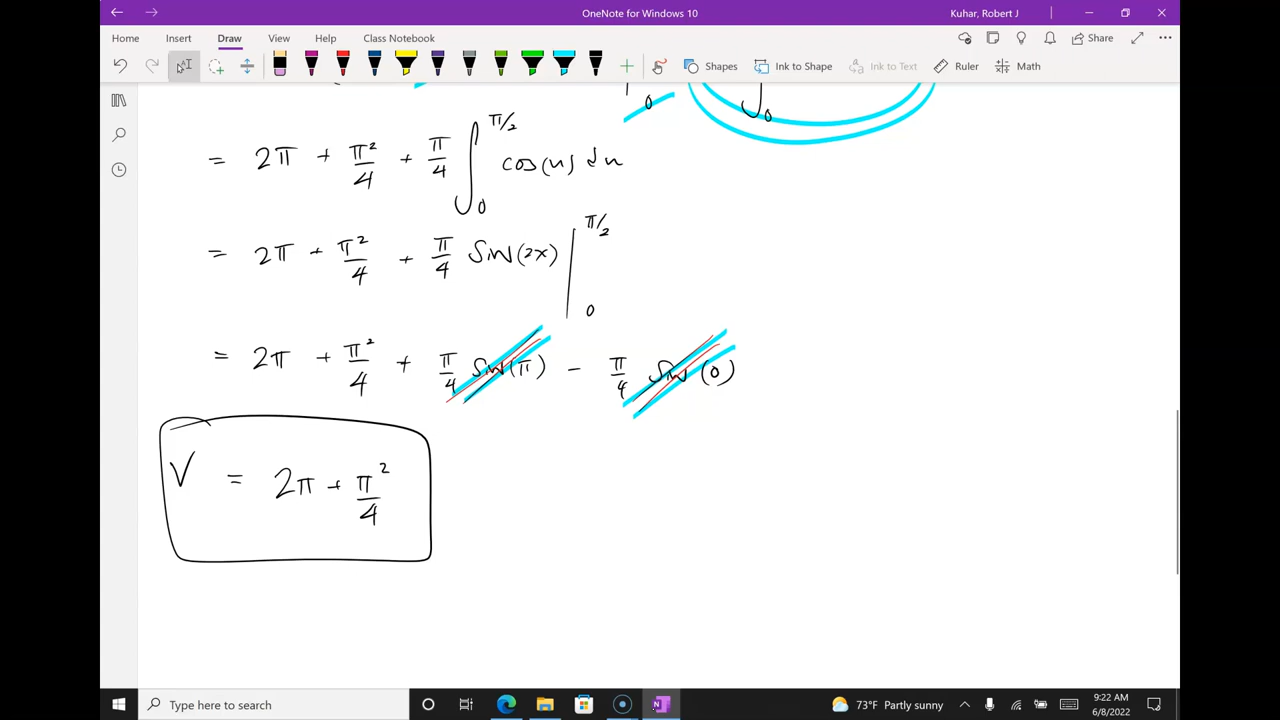 OneNote for Windows 10
Kuhar, Robert J
Home Insert Draw View Help Class Notebook
Share
Shapes Ink to Shape Ink to Text Ruler Math
0 ∫0
= 2π + π²/4 + π/4 ∫0 π/2 cos(u) du
= 2π + π²/4 + π/4 Sin(2x) | π/2 0
= 2π + π²/4 + π/4 Sin(π) − π/4 Sin(0)
V = 2π + π²/4
Type here to search
73°F Partly sunny
9:22 AM
6/8/2022